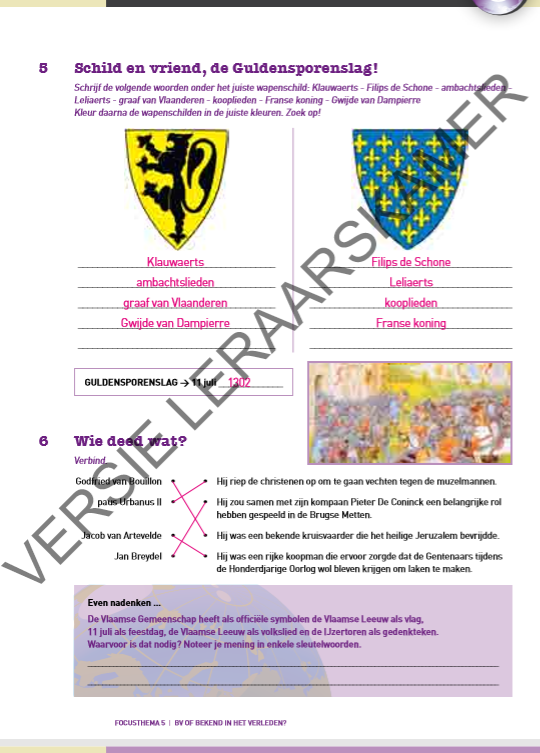 5 Schild en vriend, de Guldensporenslag!
Schrijf de volgende woorden onder het juiste wapenschild: Klauwaerts - Filips de Schone - ambachtslieden -
Leliaerts - graaf van Vlaanderen - kooplieden - Franse koning - Gwijde van Dampierre
Kleur daarna de wapenschilden in de juiste kleuren. Zoek op!
Klauwaerts
ambachtslieden
graaf van Vlaanderen
Gwijde van Dampierre
Filips de Schone
Leliaerts
kooplieden
Franse koning
GULDENSPORENSLAG → 11 juli 1302
6 Wie deed wat?
Verbind.
Godfried van Bouillon
paus Urbanus II
Jacob van Artevelde
Jan Breydel
Hij riep de christenen op om te gaan vechten tegen de muzelmannen.
Hij zou samen met zijn kompaan Pieter De Coninck een belangrijke rol
hebben gespeeld in de Brugse Metten.
Hij was een bekende kruisvaarder die het heilige Jeruzalem bevrijdde.
Hij was een rijke koopman die ervoor zorgde dat de Gentenaars tijdens
de Honderdjarige Oorlog wol bleven krijgen om laken te maken.
Even nadenken ...
De Vlaamse Gemeenschap heeft als officiële symbolen de Vlaamse Leeuw als vlag,
11 juli als feestdag, de Vlaamse Leeuw als volkslied en de IJzertoren als gedenkteken.
Waarvoor is dat nodig? Noteer je mening in enkele sleutelwoorden.
FOCUSTHEMA 5 | BV OF BEKEND IN HET VERLEDEN?
VERSIE LERAARSKAMER